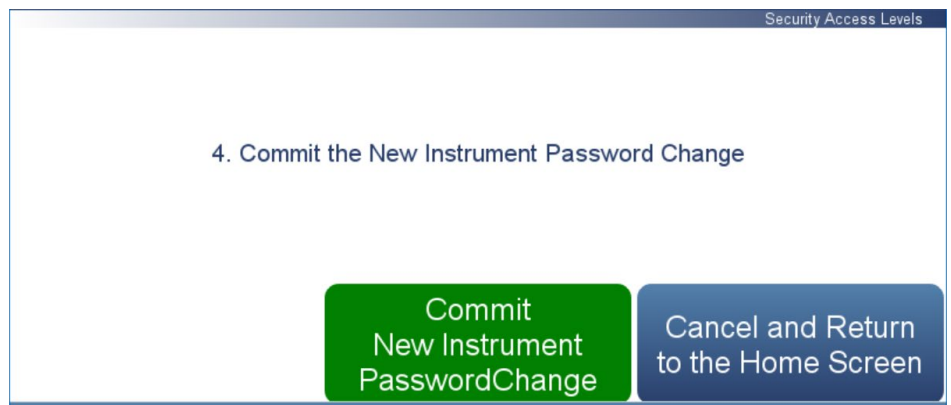 Security Access Levels
4. Commit the New Instrument Password Change
Commit
New Instrument
PasswordChange
Cancel and Return
to the Home Screen